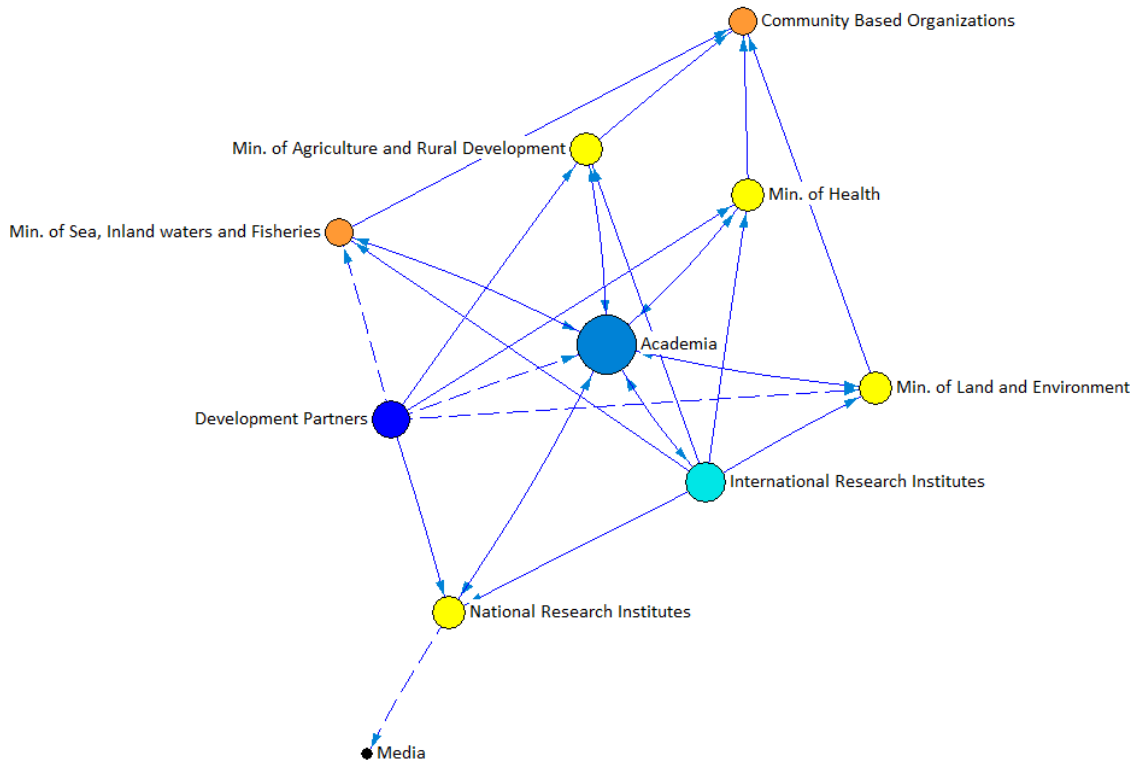 Community Based Organizations
Min. of Agriculture and Rural Development
Min. of Health
Min. of Sea, Inland waters and Fisheries
Academia
Min. of Land and Environment
Development Partners
International Research Institutes
National Research Institutes
Media